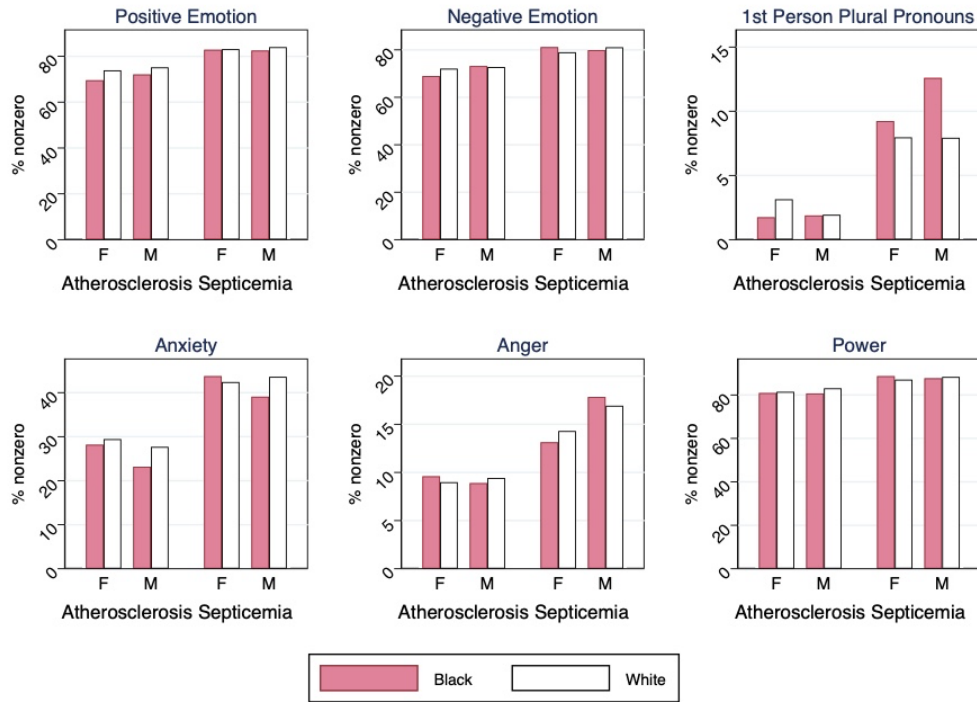 Positive Emotion
% nonzero
80
60
40
20
0
F M F M
Atherosclerosis Septicemia
Negative Emotion
% nonzero
80
60
40
20
0
F M F M
Atherosclerosis Septicemia
1st Person Plural Pronouns
% nonzero
15
10
5
0
F M F M
Atherosclerosis Septicemia
Anxiety
% nonzero
40
30
20
10
0
F M F M
Atherosclerosis Septicemia
Anger
% nonzero
20
15
10
5
0
F M F M
Atherosclerosis Septicemia
Power
% nonzero
80
60
40
20
0
F M F M
Atherosclerosis Septicemia
Black White